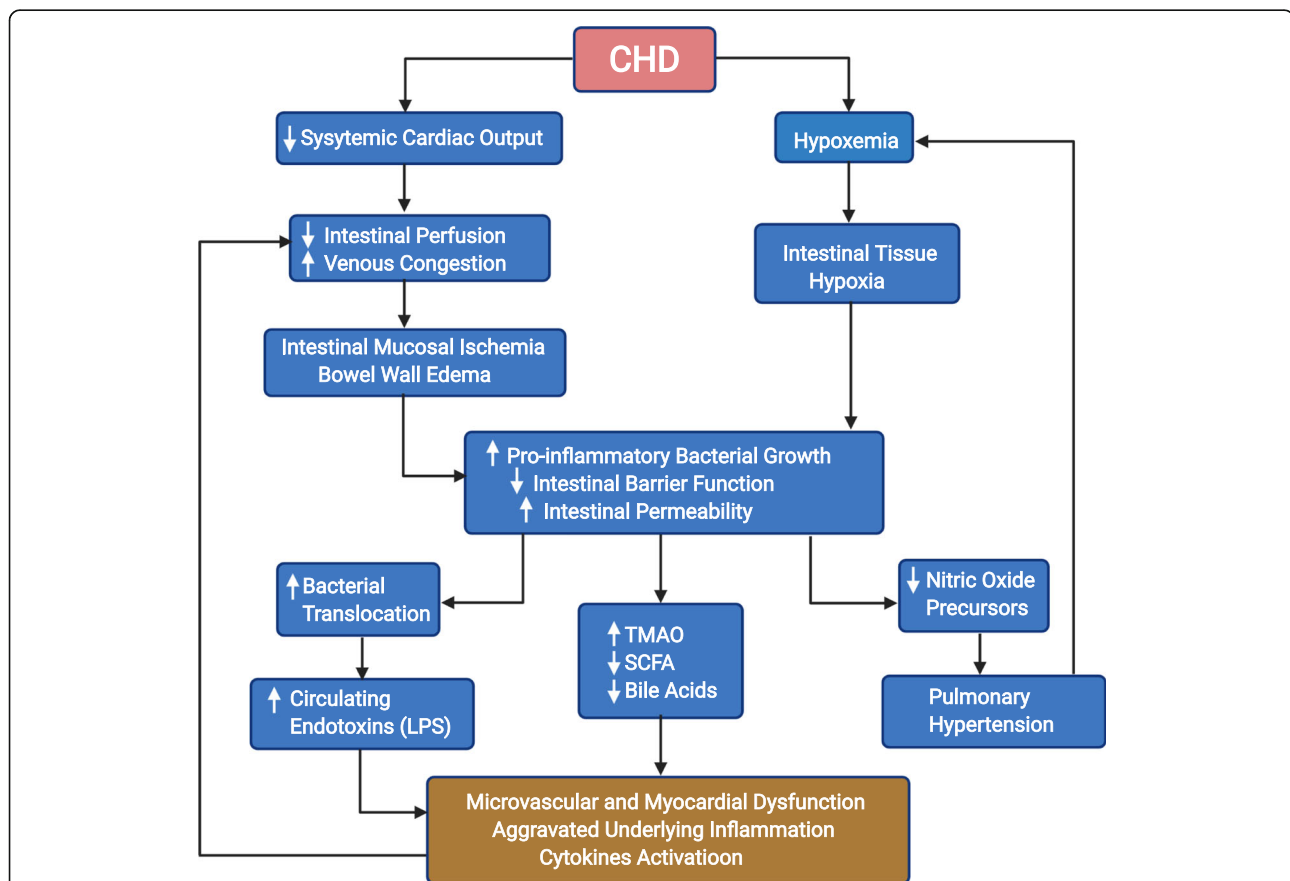 CHD
↓ Sysytemic Cardiac Output
Hypoxemia
↓ Intestinal Perfusion
↑ Venous Congestion
Intestinal Tissue
Hypoxia
Intestinal Mucosal Ischemia
Bowel Wall Edema
↑ Pro-inflammatory Bacterial Growth
↓ Intestinal Barrier Function
↑ Intestinal Permeability
↑ Bacterial
Translocation
↑ TMAO
↓ SCFA
↓ Bile Acids
↓ Nitric Oxide
Precursors
↑ Circulating
Endotoxins (LPS)
Pulmonary
Hypertension
Microvascular and Myocardial Dysfunction
Aggravated Underlying Inflammation
Cytokines Activatioon